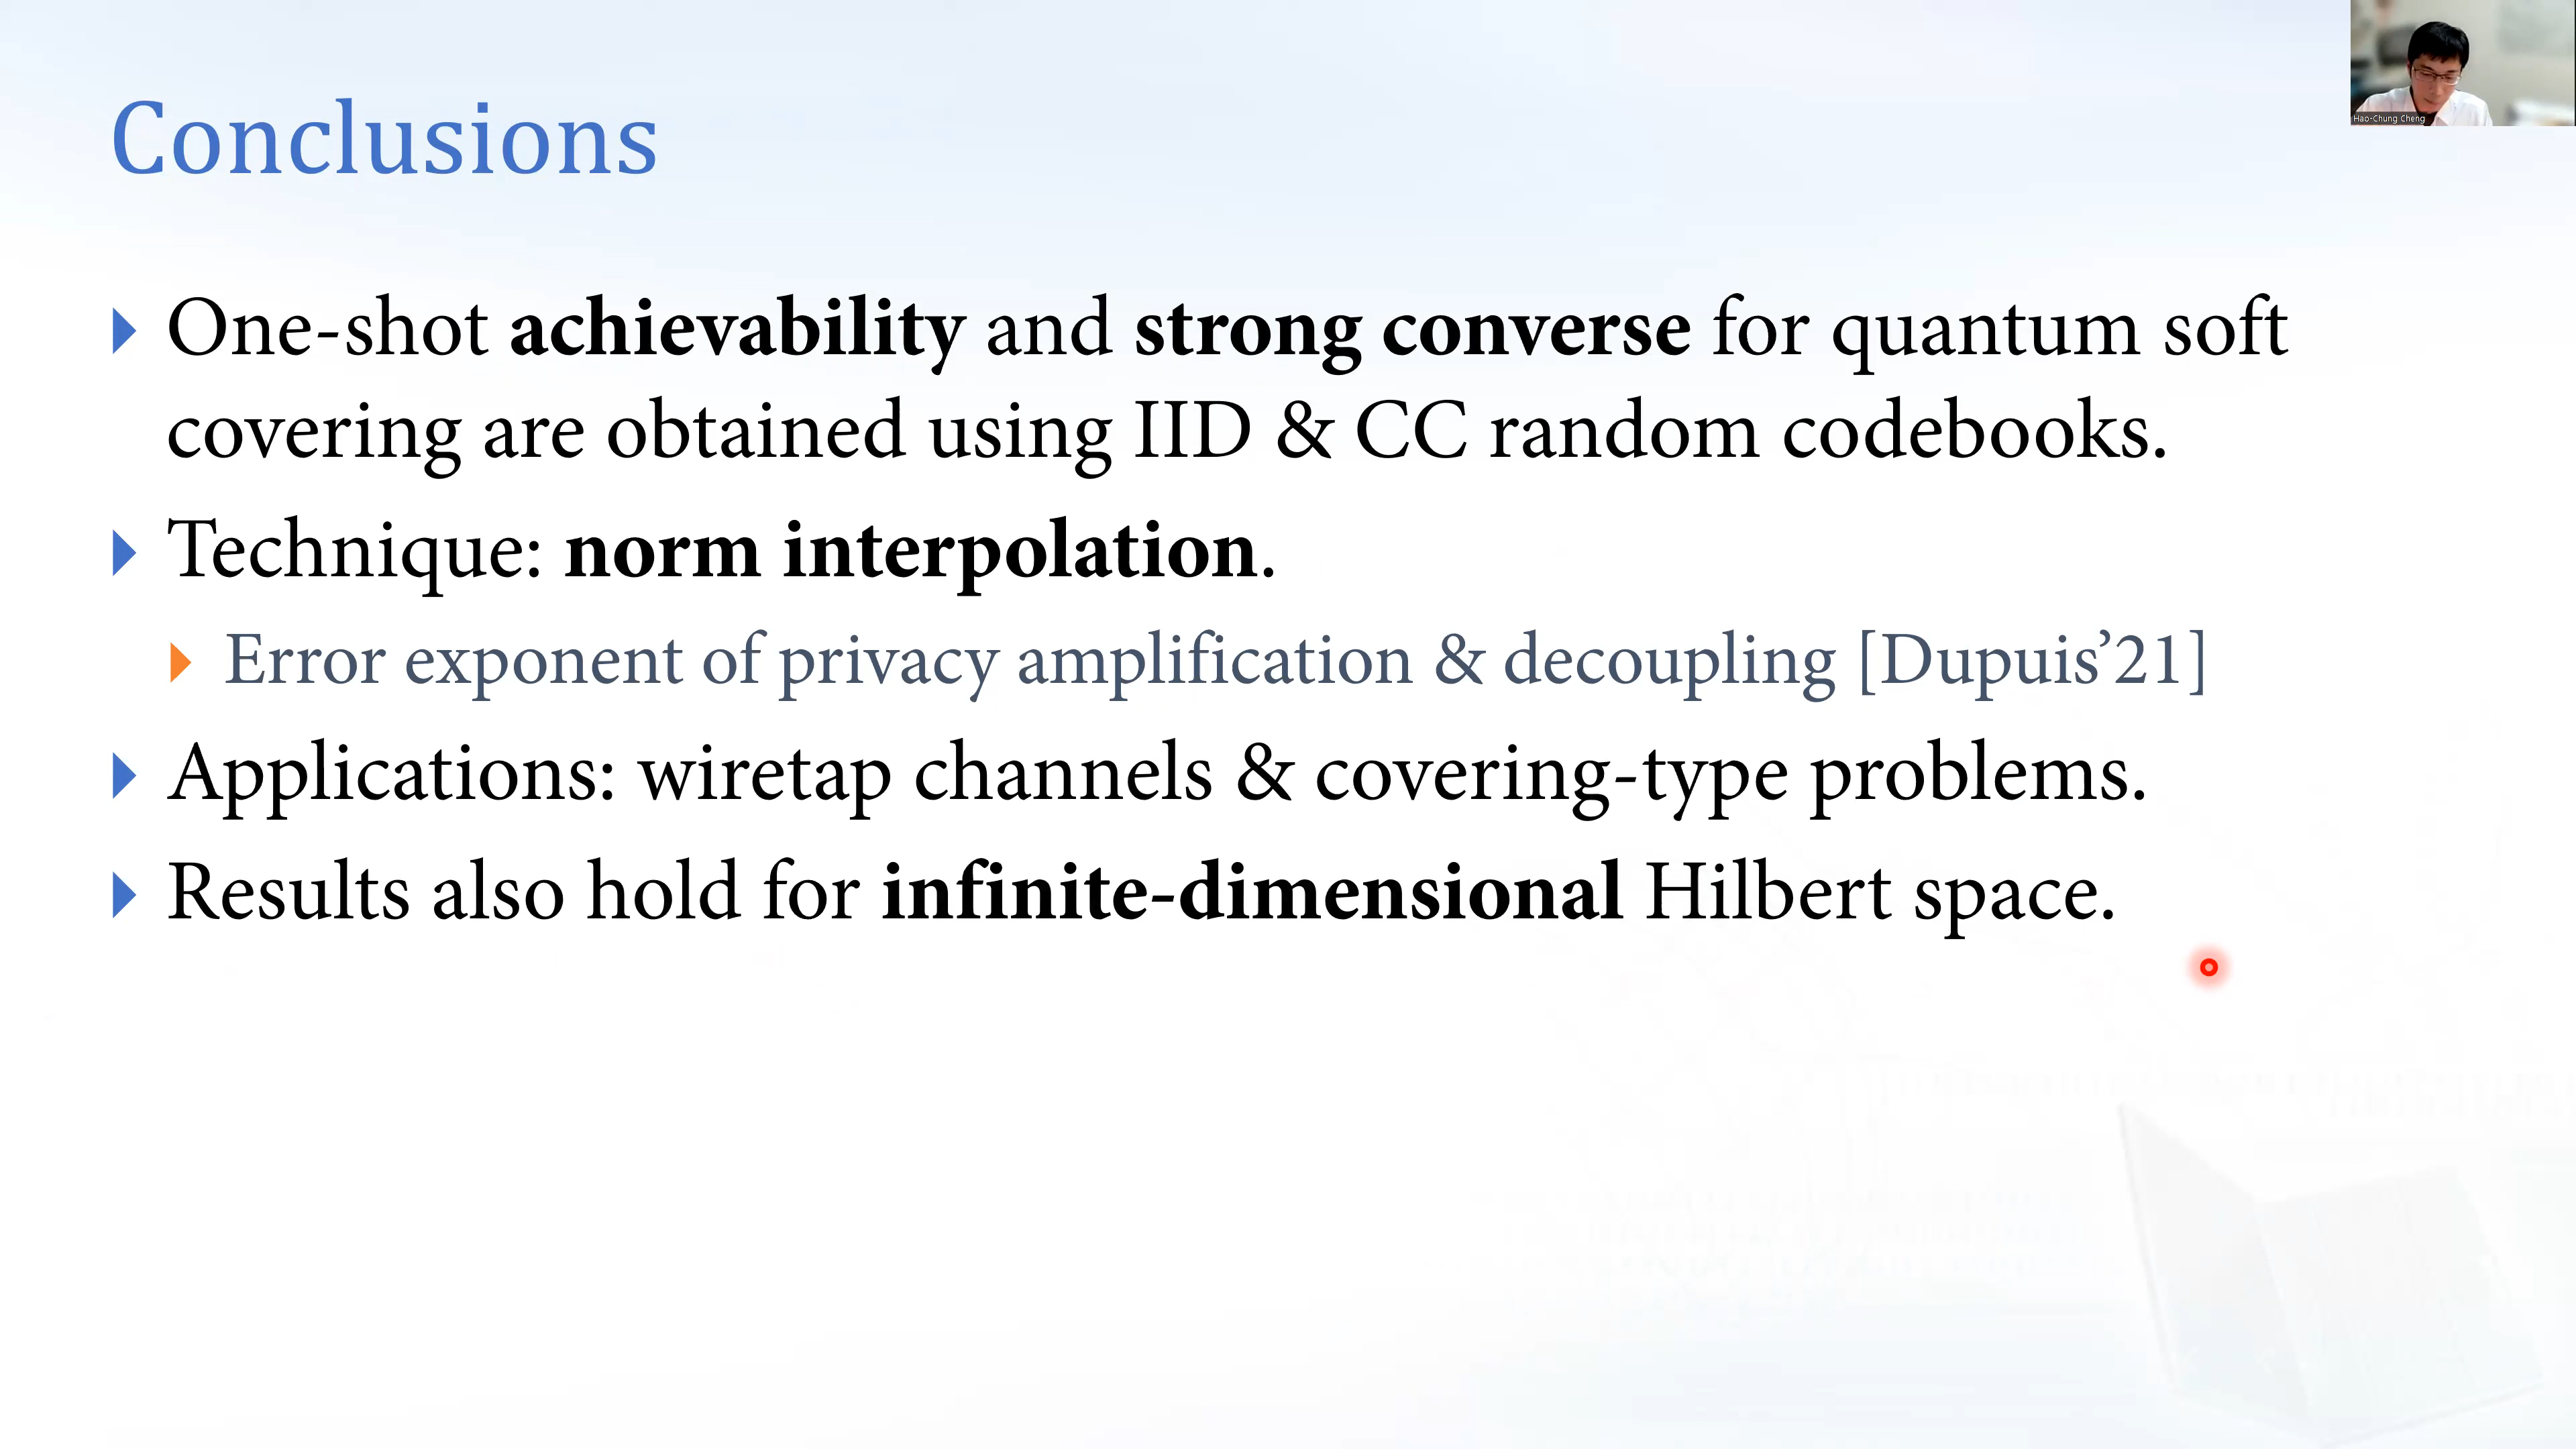 Conclusions
Hao-Chung Cheng
One-shot achievability and strong converse for quantum soft
covering are obtained using IID & CC random codebooks.
Technique: norm interpolation.
Error exponent of privacy amplification & decoupling [Dupuis’21]
Applications: wiretap channels & covering-type problems.
Results also hold for infinite-dimensional Hilbert space.